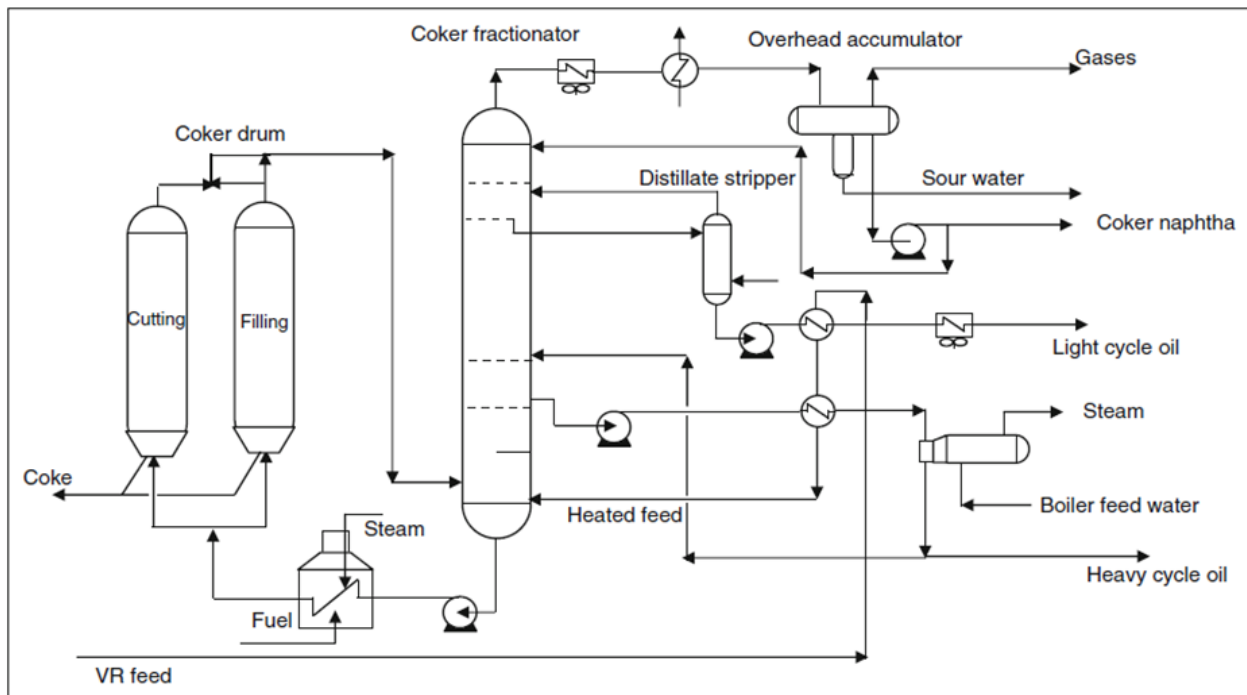 Coker fractionator
Overhead accumulator
Gases
Coker drum
Distillate stripper
Sour water
Coker naphtha
Cutting
Filling
Light cycle oil
Steam
Coke
Heated feed
Boiler feed water
Steam
Heavy cycle oil
Fuel
VR feed